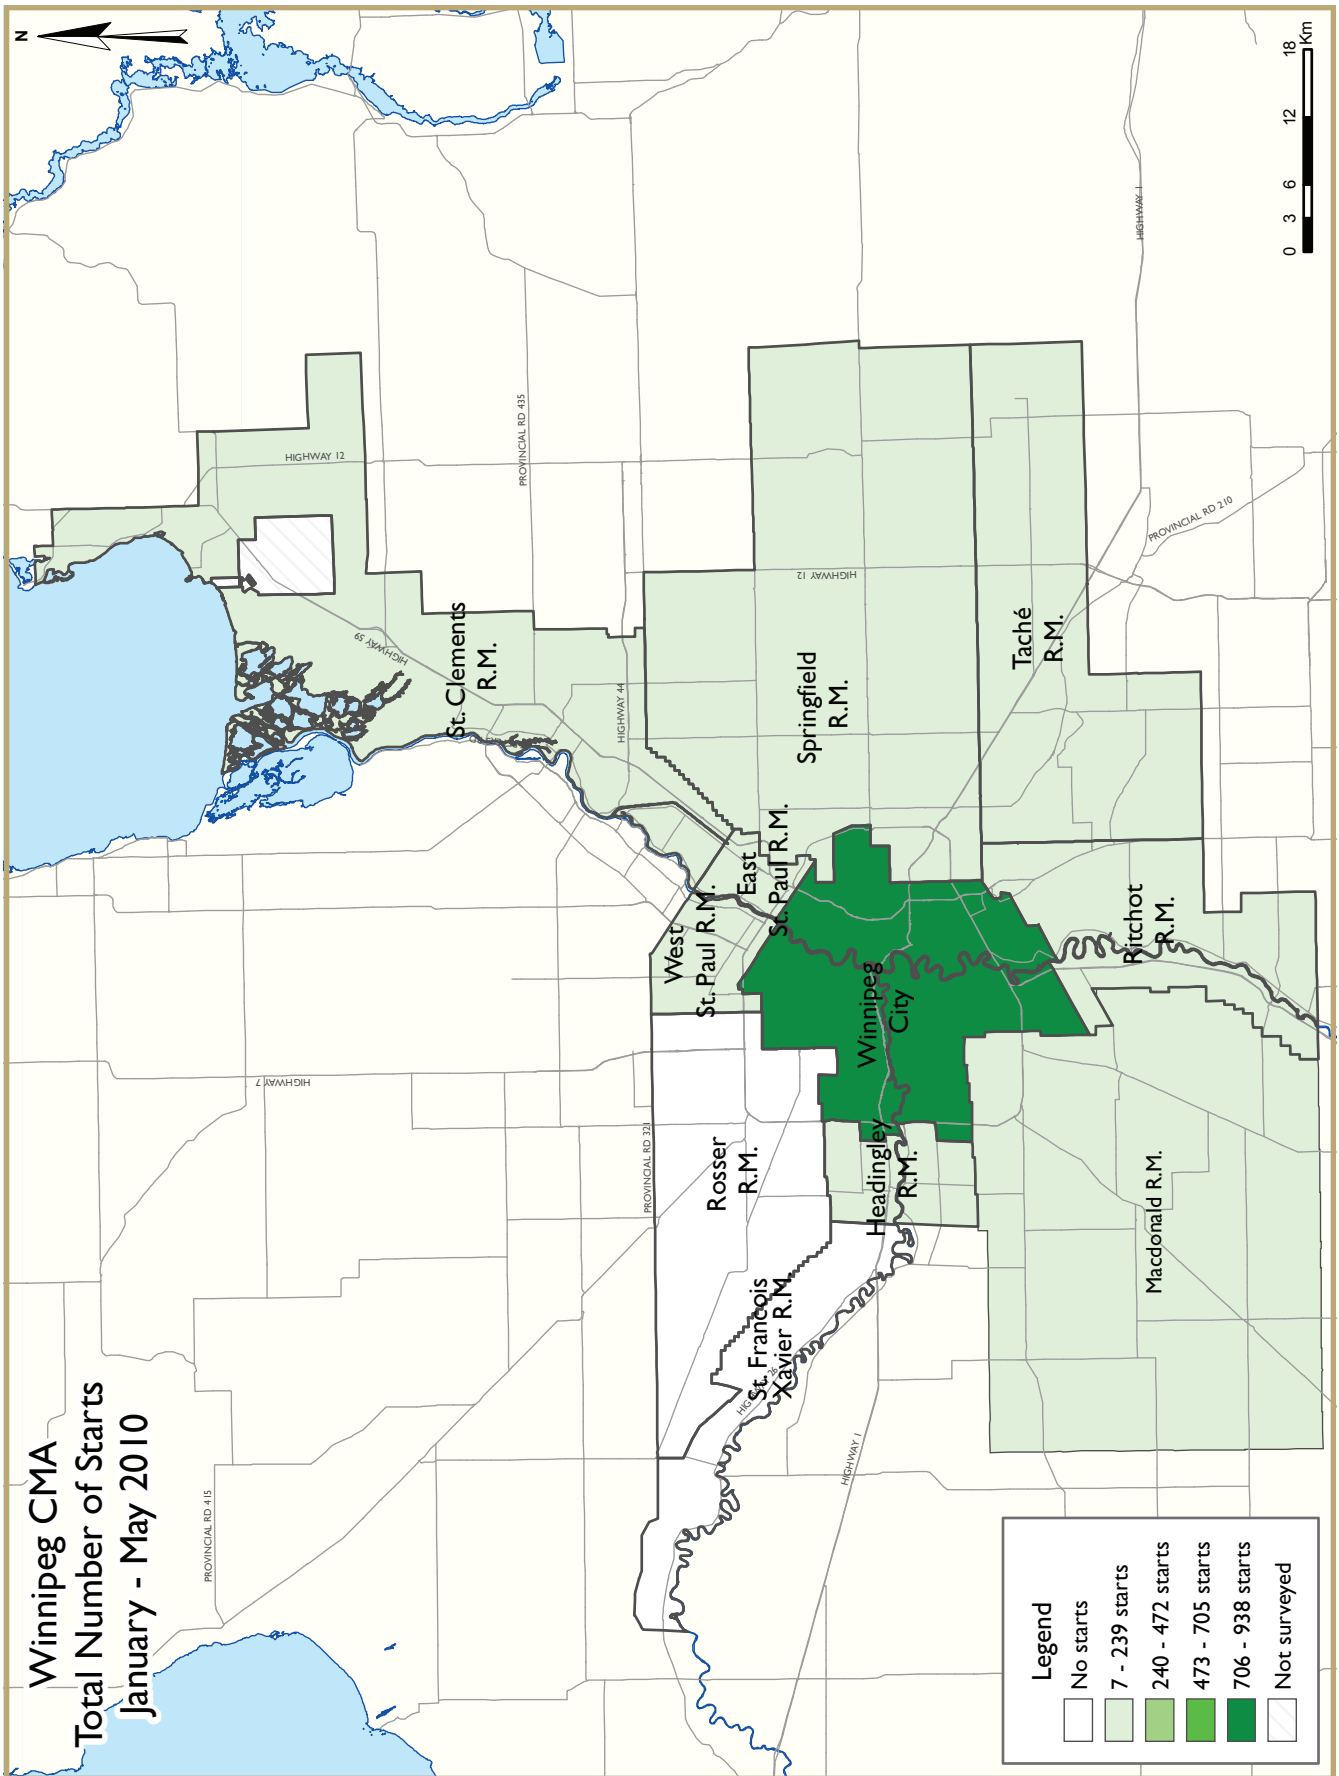 Winnipeg CMA
Total Number of Starts
January - May 2010
N
HIGHWAY 12
PROVINCIAL RD 435
HIGHWAY 59
St. Clements
R.M.
HIGHWAY 44
HIGHWAY 7
PROVINCIAL RD 415
PROVINCIAL RD 321
West
St. Paul R.M.
East
St. Paul R.M.
Springfield
R.M.
HIGHWAY 12
HIGHWAY 1
Rosser
R.M.
St. Francois
Xavier R.M.
Winnipeg
City
Headingley
R.M.
Taché
R.M.
PROVINCIAL RD 210
HIGHWAY 1
Ritchot
R.M.
Macdonald R.M.
Legend
No starts
7 - 239 starts
240 - 472 starts
473 - 705 starts
706 - 938 starts
Not surveyed
0 3 6 12 18
Km